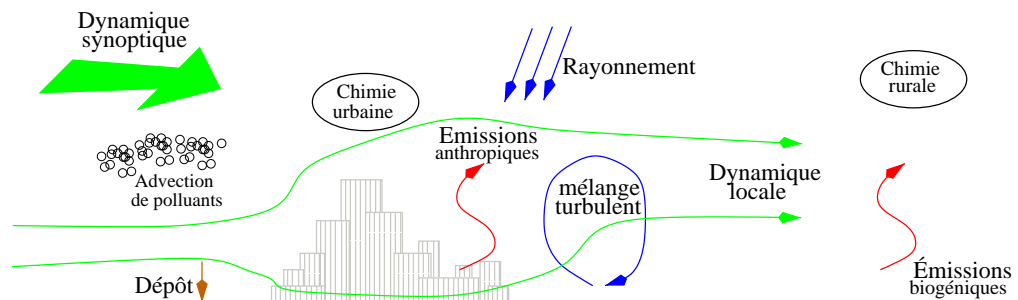 Dynamique
synoptique
Rayonnement
Chimie
urbaine
Chimie
rurale
Emissions
anthropiques
Advection
de polluants
mélange
turbulent
Dynamique
locale
Dépôt
Émissions
biogéniques